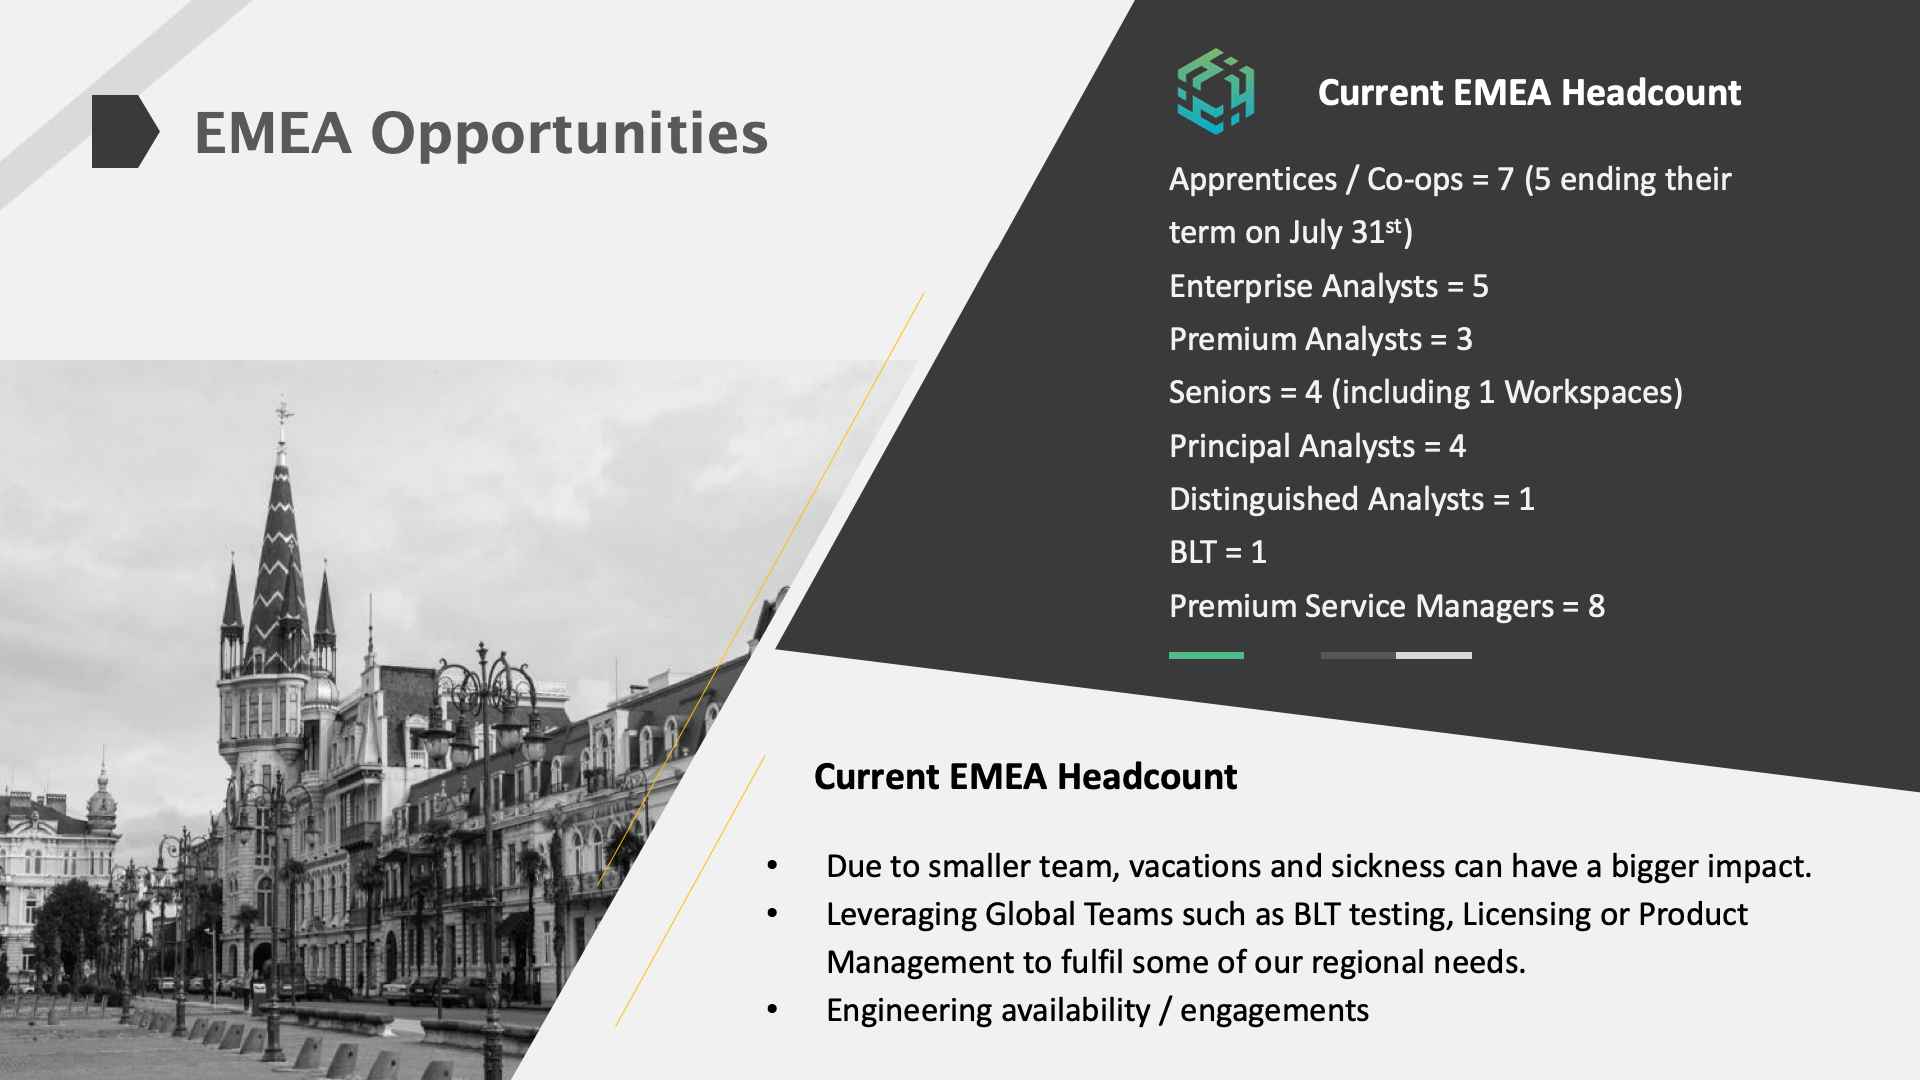 EMEA Opportunities
Current EMEA Headcount
Apprentices / Co-ops = 7 (5 ending their
term on July 31st)
Enterprise Analysts = 5
Premium Analysts = 3
Seniors = 4 (including 1 Workspaces)
Principal Analysts = 4
Distinguished Analysts = 1
BLT = 1
Premium Service Managers = 8
Current EMEA Headcount
• Due to smaller team, vacations and sickness can have a bigger impact.
• Leveraging Global Teams such as BLT testing, Licensing or Product
Management to fulfil some of our regional needs.
• Engineering availability / engagements